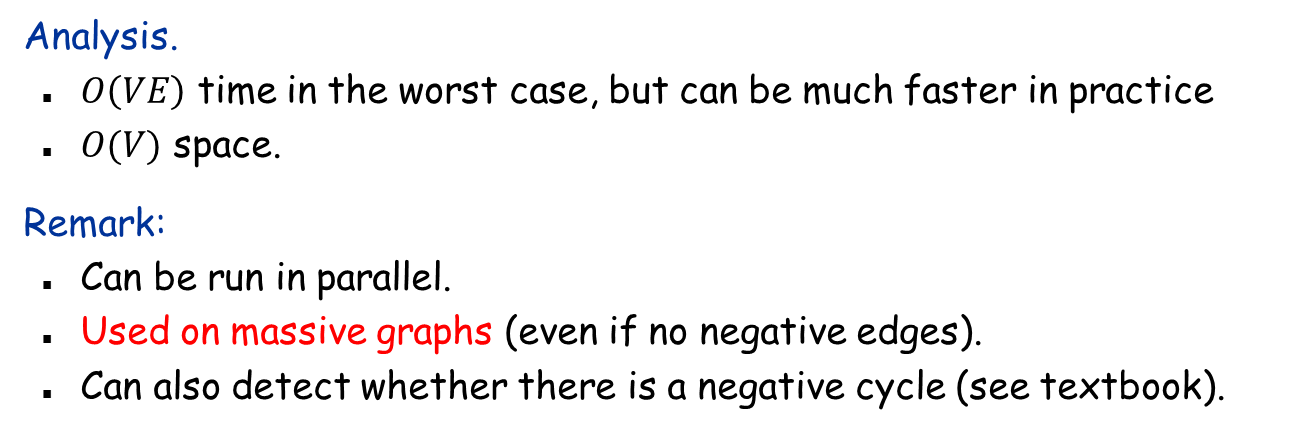 Analysis.
▪ O(VE) time in the worst case, but can be much faster in practice
▪ O(V) space.
Remark:
▪ Can be run in parallel.
▪ Used on massive graphs (even if no negative edges).
▪ Can also detect whether there is a negative cycle (see textbook).